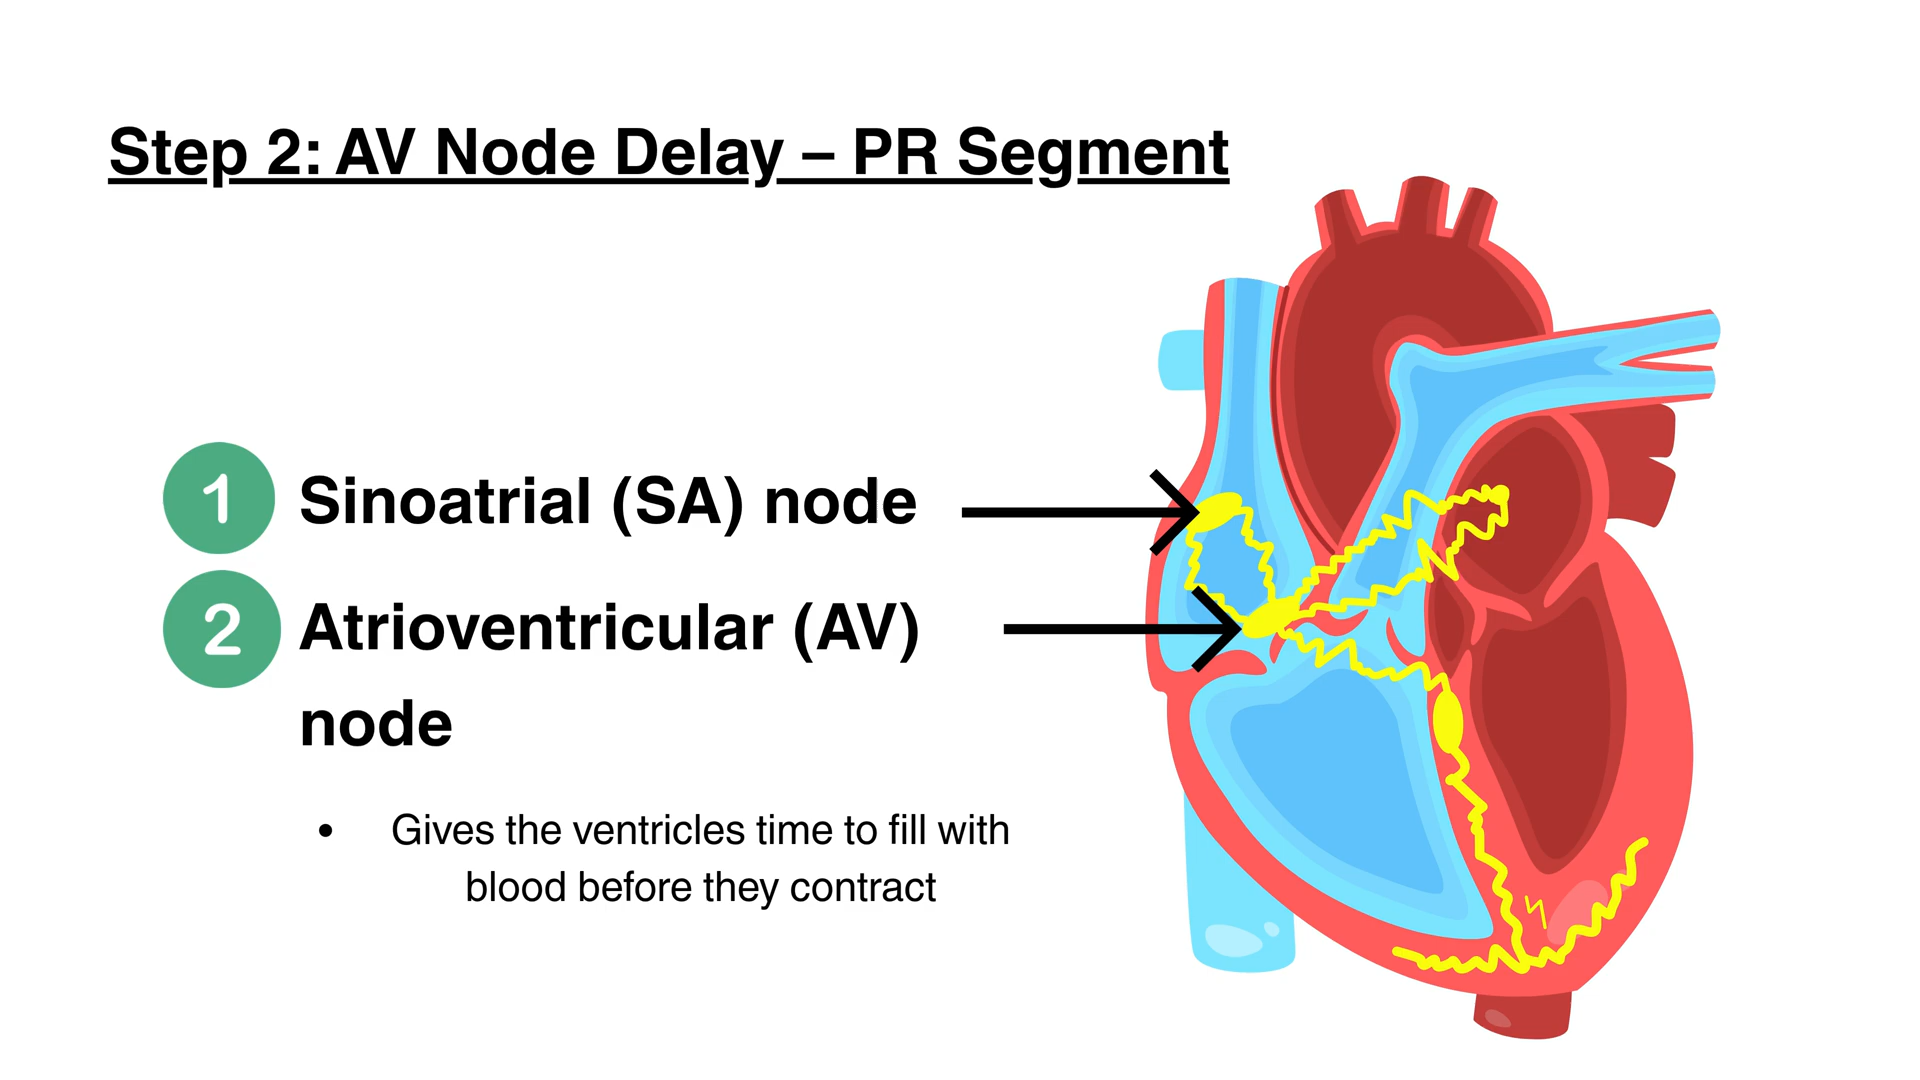 Step 2: AV Node Delay – PR Segment
1 Sinoatrial (SA) node
2 Atrioventricular (AV)
node
• Gives the ventricles time to fill with
blood before they contract